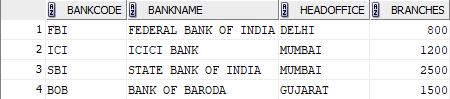 BANKCODE BANKNAME HEADOFFICE BRANCHES
1 FBI FEDERAL BANK OF INDIA DELHI 800
2 ICI ICICI BANK MUMBAI 1200
3 SBI STATE BANK OF INDIA MUMBAI 2500
4 BOB BANK OF BARODA GUJARAT 1500